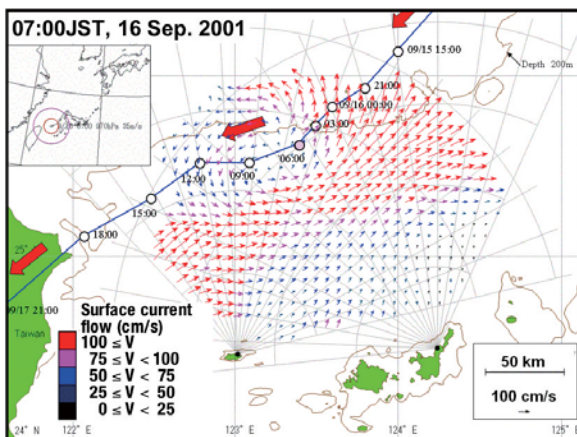 07:00JST, 16 Sep. 2001
09/15 15:00
Depth 200m
21:00
09/16 00:00
03:00
06:00
09:00
12:00
15:00
18:00
25°
09/17 21:00
Taiwan
Surface current
flow (cm/s)
100 ≤ V
75 ≤ V < 100
50 ≤ V < 75
25 ≤ V < 50
0 ≤ V < 25
50 km
100 cm/s
24° N
122° E
123° E
124° E
125° E